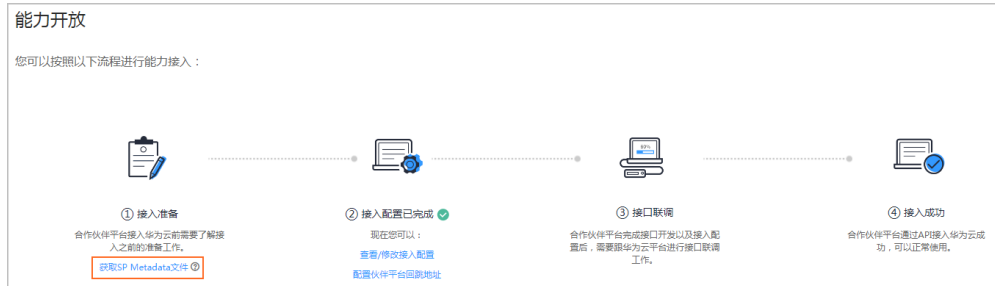 能力开放
您可以按照以下流程进行能力接入：
83%
① 接入准备
合作伙伴平台接入华为云前需要了解接
入之前的准备工作。
获取SP Metadata文件
② 接入配置已完成
现在您可以：
查看/修改接入配置
配置伙伴平台回跳地址
③ 接口联调
合作伙伴平台完成接口开发以及接入配
置后，需要跟华为云平台进行接口联调
工作。
④ 接入成功
合作伙伴平台通过API接入华为云成
功，可以正常使用。